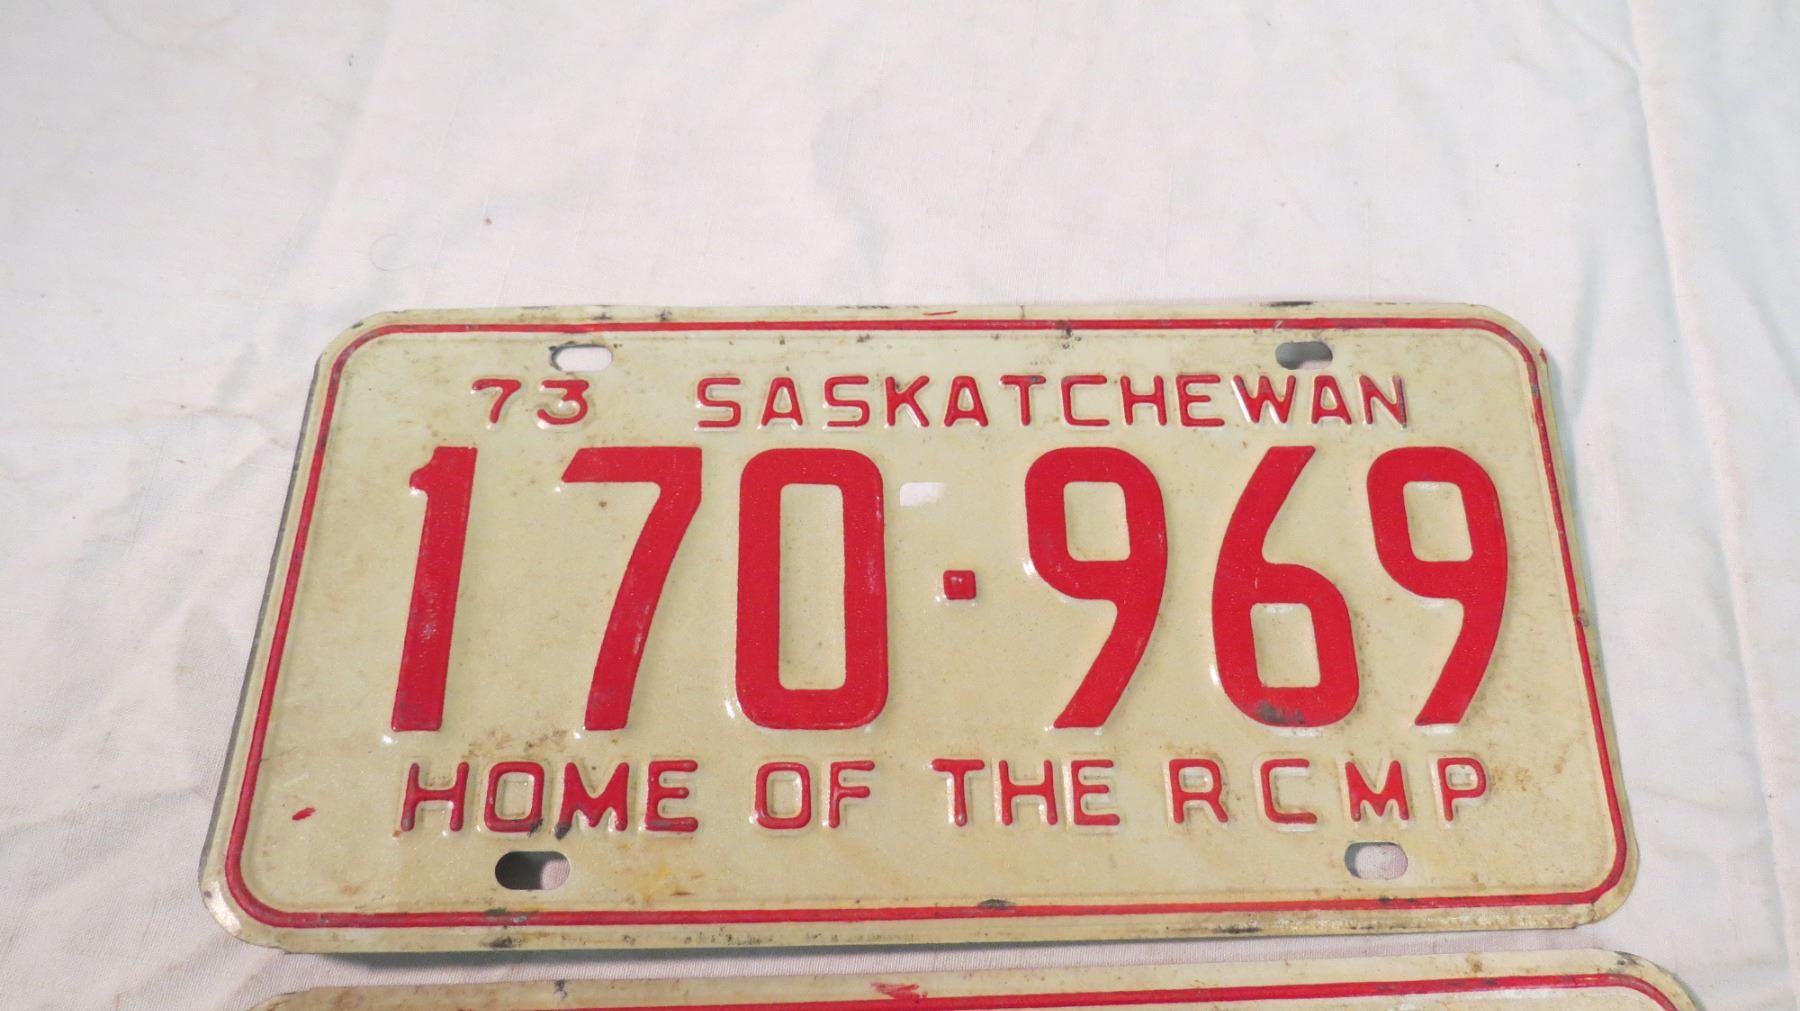 73 SASKATCHEWAN
170·969
HOME OF THE RCMP